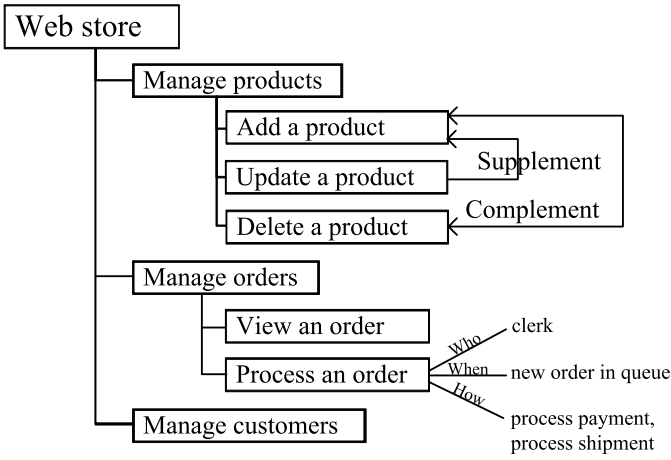 Web store
Manage products
Add a product
Supplement
Update a product
Complement
Delete a product
Manage orders
View an order
Process an order
Who
clerk
When
new order in queue
How
process payment,
process shipment
Manage customers